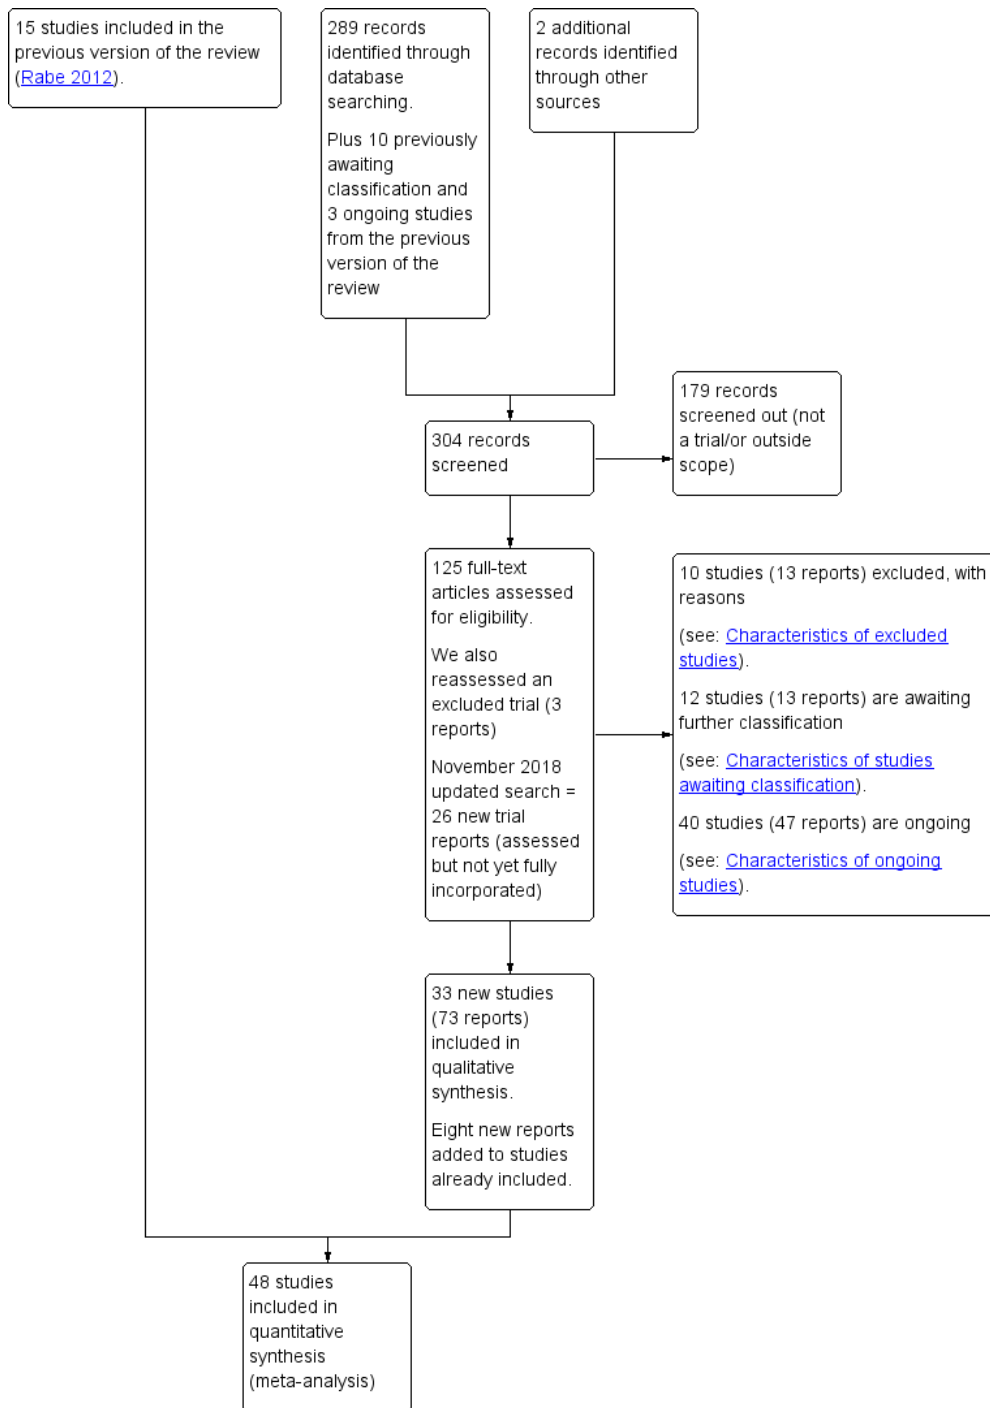 15 studies included in the
previous version of the review
(Rabe 2012).
289 records
identified through
database
searching.
Plus 10 previously
awaiting
classification and
3 ongoing studies
from the previous
version of the
review
2 additional
records identified
through other
sources
304 records
screened
179 records
screened out (not
a trial/or outside
scope)
125 full-text
articles assessed
for eligibility.
We also
reassessed an
excluded trial (3
reports)
November 2018
updated search =
26 new trial
reports (assessed
but not yet fully
incorporated)
10 studies (13 reports) excluded, with
reasons
(see: Characteristics of excluded
studies).
12 studies (13 reports) are awaiting
further classification
(see: Characteristics of studies
awaiting classification).
40 studies (47 reports) are ongoing
(see: Characteristics of ongoing
studies).
33 new studies
(73 reports)
included in
qualitative
synthesis.
Eight new reports
added to studies
already included.
48 studies
included in
quantitative
synthesis
(meta-analysis)